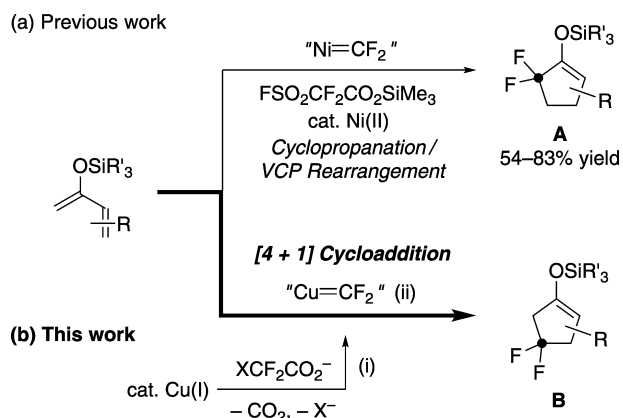 (a) Previous work
"Ni=CF₂"
FSO₂CF₂CO₂SiMe₃
cat. Ni(II)
Cyclopropanation/
VCP Rearrangement
OSiR'₃
F
F
R
A
54–83% yield
OSiR'₃
R
[4 + 1] Cycloaddition
"Cu=CF₂" (ii)
(b) This work
cat. Cu(I)
XCF₂CO₂⁻
(i)
– CO₂, – X⁻
OSiR'₃
R
F
F
B